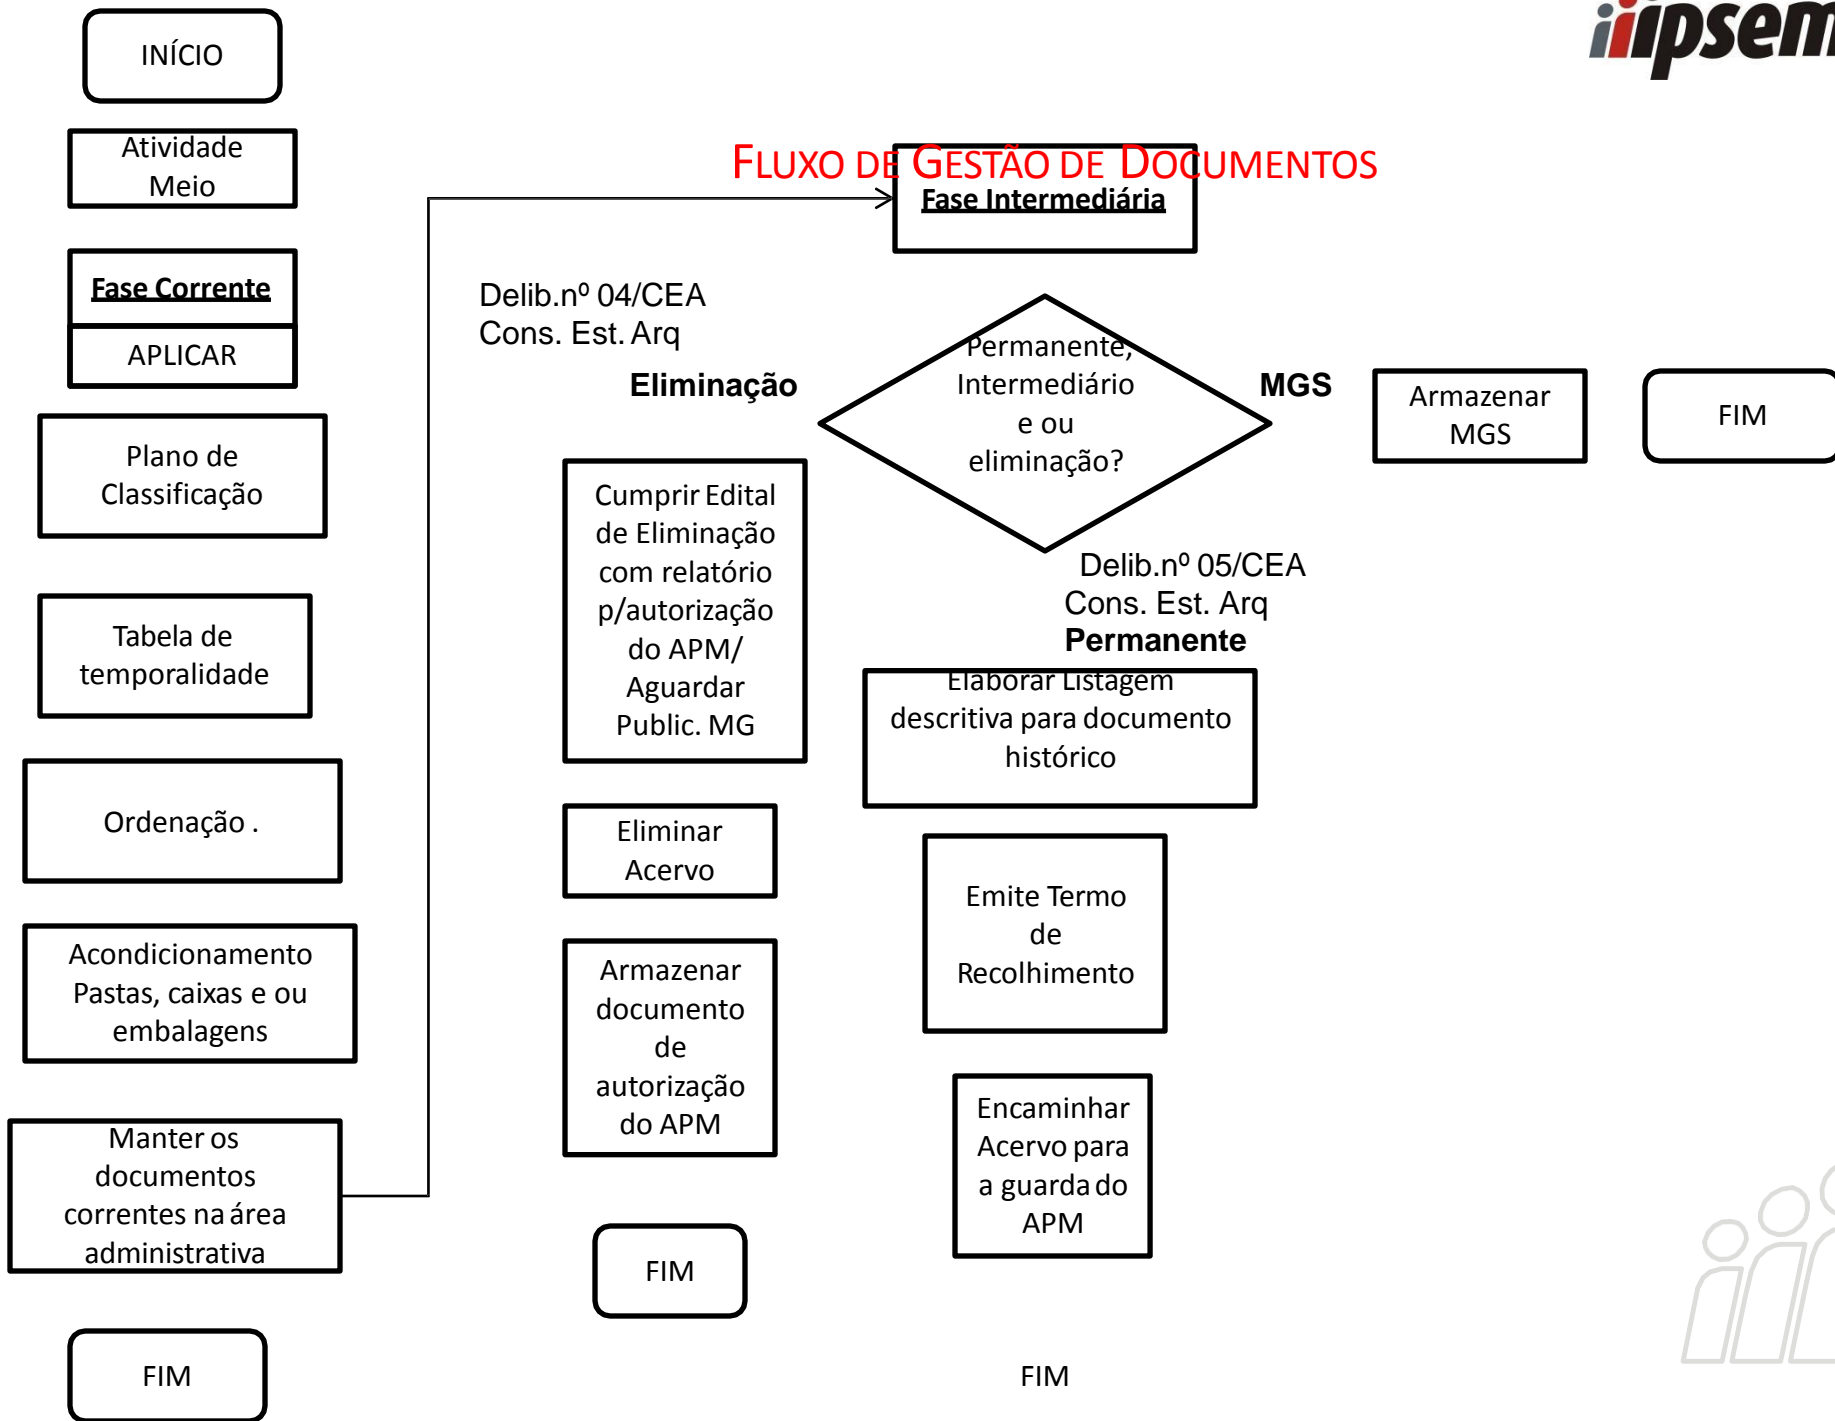 iiipsem
FLUXO DE GESTÃO DE DOCUMENTOS
INÍCIO
Atividade
Meio
Fase Corrente
APLICAR
Plano de
Classificação
Tabela de
temporalidade
Ordenação .
Acondicionamento
Pastas, caixas e ou
embalagens
Manter os
documentos
correntes na área
administrativa
FIM
Fase Intermediária
Permanente,
Intermediário
e ou
eliminação?
Delib.nº 04/CEA
Cons. Est. Arq
Eliminação
Cumprir Edital
de Eliminação
com relatório
p/autorização
do APM/
Aguardar
Public. MG
Eliminar
Acervo
Armazenar
documento
de
autorização
do APM
FIM
Delib.nº 05/CEA
Cons. Est. Arq
Permanente
Elaborar Listagem
descritiva para documento
histórico
Emite Termo
de
Recolhimento
Encaminhar
Acervo para
a guarda do
APM
FIM
MGS
Armazenar
MGS
FIM